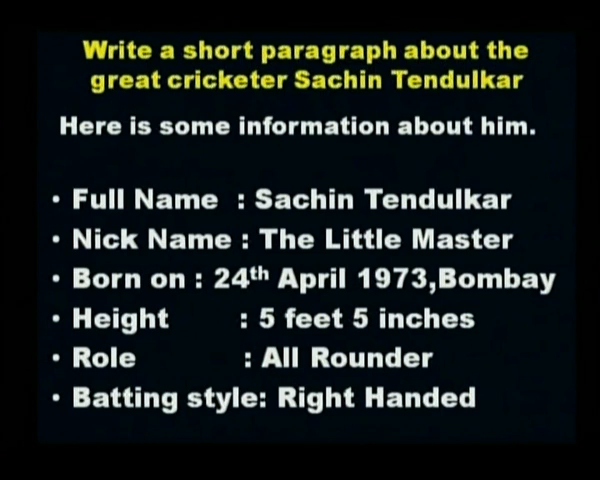 Write a short paragraph about the
great cricketer Sachin Tendulkar
Here is some information about him.
• Full Name : Sachin Tendulkar
• Nick Name : The Little Master
• Born on : 24th April 1973,Bombay
• Height : 5 feet 5 inches
• Role : All Rounder
• Batting style: Right Handed